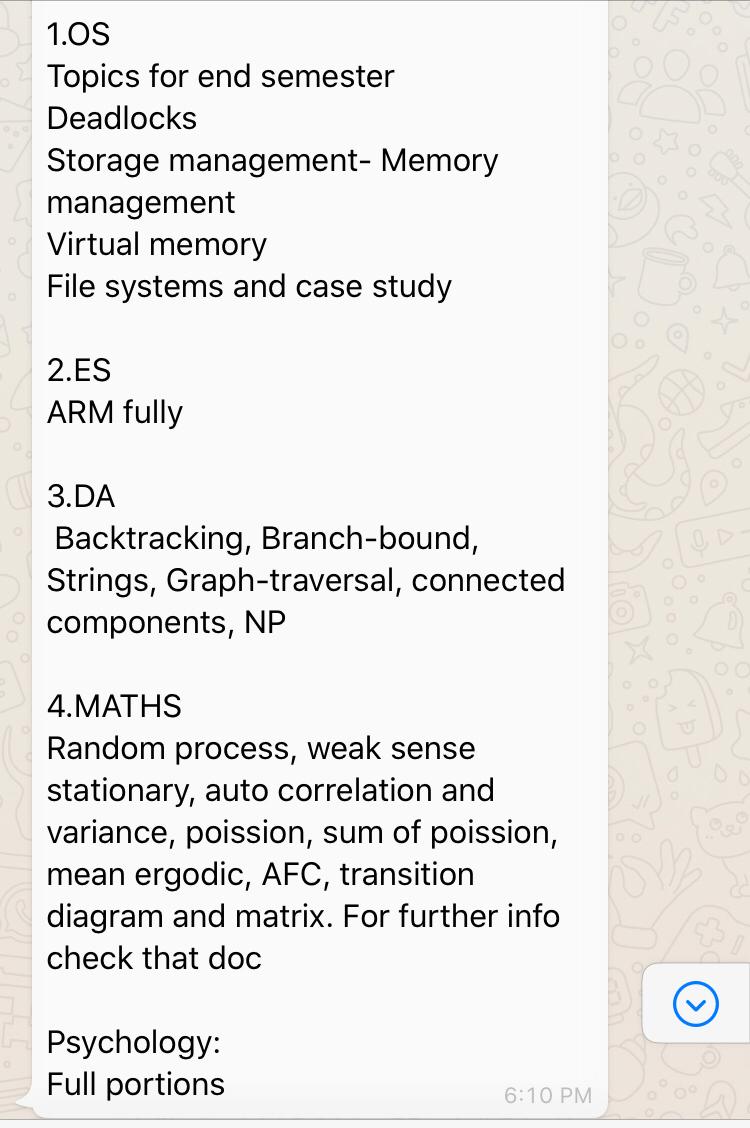 1.OS
Topics for end semester
Deadlocks
Storage management- Memory
management
Virtual memory
File systems and case study
2.ES
ARM fully
3.DA
Backtracking, Branch-bound,
Strings, Graph-traversal, connected
components, NP
4.MATHS
Random process, weak sense
stationary, auto correlation and
variance, poission, sum of poission,
mean ergodic, AFC, transition
diagram and matrix. For further info
check that doc
Psychology:
Full portions
6:10 PM